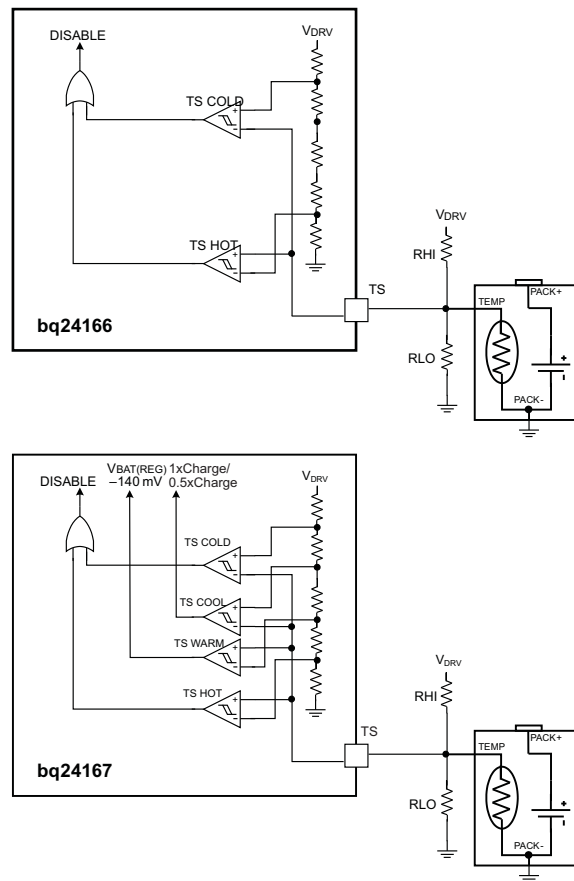 DISABLE
VDRV
TS COLD
+
-
TS HOT
+
-
bq24166
TS
VDRV
RHI
RLO
TEMP
PACK+
+
-
PACK-
DISABLE
VBAT(REG)
–140 mV
1xCharge/
0.5xCharge
VDRV
TS COLD
+
-
TS COOL
+
-
TS WARM
+
-
TS HOT
+
-
bq24167
TS
VDRV
RHI
RLO
TEMP
PACK+
+
-
PACK-